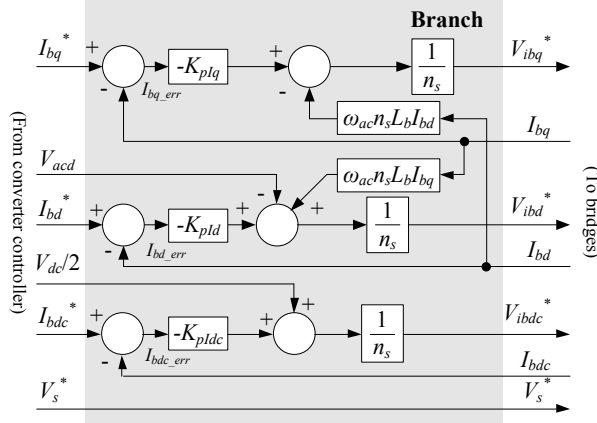 Branch
I_bq^* + -K_pIq + 1/n_s V_ibq^*
- I_bq_err -
ω_ac n_s L_b I_bd I_bq
V_acd ω_ac n_s L_b I_bq
-
I_bd^* + -K_pId + + 1/n_s V_ibd^*
- I_bd_err I_bd
V_dc/2
+
I_bdc^* + -K_pIdc + 1/n_s V_ibdc^*
- I_bdc_err I_bdc
V_s^* V_s^*
(From converter controller)
(To bridges)